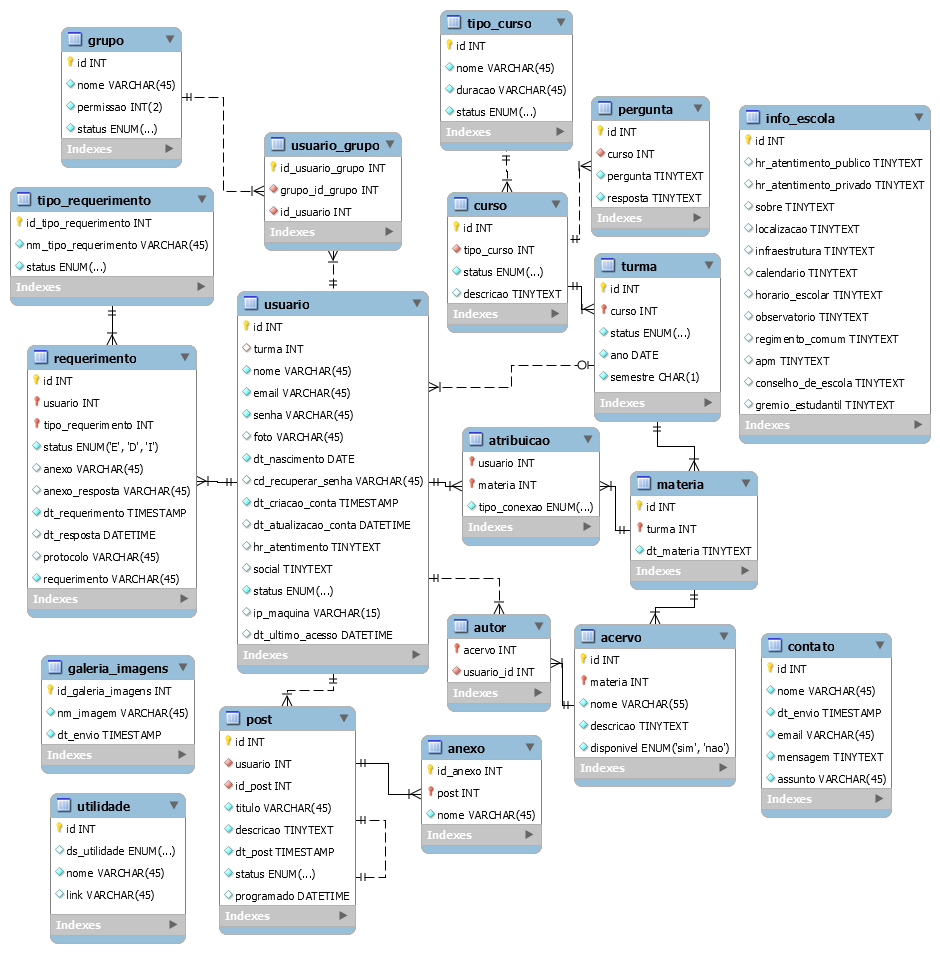 grupo
id INT
nome VARCHAR(45)
permissao INT(2)
status ENUM(...)
Indexes
tipo_curso
id INT
nome VARCHAR(45)
duracao VARCHAR(45)
status ENUM(...)
Indexes
pergunta
id INT
curso INT
pergunta TINYTEXT
resposta TINYTEXT
Indexes
info_escola
id INT
hr_atentimento_publico TINYTEXT
hr_atentimento_privado TINYTEXT
sobre TINYTEXT
localizacao TINYTEXT
infraestrutura TINYTEXT
calendario TINYTEXT
horario_escolar TINYTEXT
observatorio TINYTEXT
regimento_comum TINYTEXT
apm TINYTEXT
conselho_de_escola TINYTEXT
gremio_estudantil TINYTEXT
Indexes
usuario_grupo
id_usuario_grupo INT
grupo_id_grupo INT
id_usuario INT
Indexes
tipo_requerimento
id_tipo_requerimento INT
nm_tipo_requerimento VARCHAR(45)
status ENUM(...)
Indexes
curso
id INT
tipo_curso INT
status ENUM(...)
descricao TINYTEXT
Indexes
turma
id INT
curso INT
status ENUM(...)
ano DATE
semestre CHAR(1)
Indexes
usuario
id INT
turma INT
nome VARCHAR(45)
email VARCHAR(45)
senha VARCHAR(45)
foto VARCHAR(45)
dt_nascimento DATE
cd_recuperar_senha VARCHAR(45)
dt_criacao_conta TIMESTAMP
dt_atualizacao_conta DATETIME
hr_atentimento TINYTEXT
social TINYTEXT
status ENUM(...)
ip_maquina VARCHAR(15)
dt_ultimo_acesso DATETIME
Indexes
requerimento
id INT
usuario INT
tipo_requerimento INT
status ENUM('E', 'D', 'I')
anexo VARCHAR(45)
anexo_resposta VARCHAR(45)
dt_requerimento TIMESTAMP
dt_resposta DATETIME
protocolo VARCHAR(45)
requerimento VARCHAR(45)
Indexes
atribuicao
usuario INT
materia INT
tipo_conexao ENUM(...)
Indexes
materia
id INT
turma INT
dt_materia TINYTEXT
Indexes
autor
acervo INT
usuario_id INT
Indexes
acervo
id INT
materia INT
nome VARCHAR(55)
descricao TINYTEXT
disponivel ENUM('sim', 'nao')
Indexes
contato
id INT
nome VARCHAR(45)
dt_envio TIMESTAMP
email VARCHAR(45)
mensagem TINYTEXT
assunto VARCHAR(45)
Indexes
galeria_imagens
id_galeria_imagens INT
nm_imagem VARCHAR(45)
dt_envio TIMESTAMP
Indexes
post
id INT
usuario INT
id_post INT
titulo VARCHAR(45)
descricao TINYTEXT
dt_post TIMESTAMP
status ENUM(...)
programado DATETIME
Indexes
anexo
id_anexo INT
post INT
nome VARCHAR(45)
Indexes
utilidade
id INT
ds_utilidade ENUM(...)
nome VARCHAR(45)
link VARCHAR(45)
Indexes